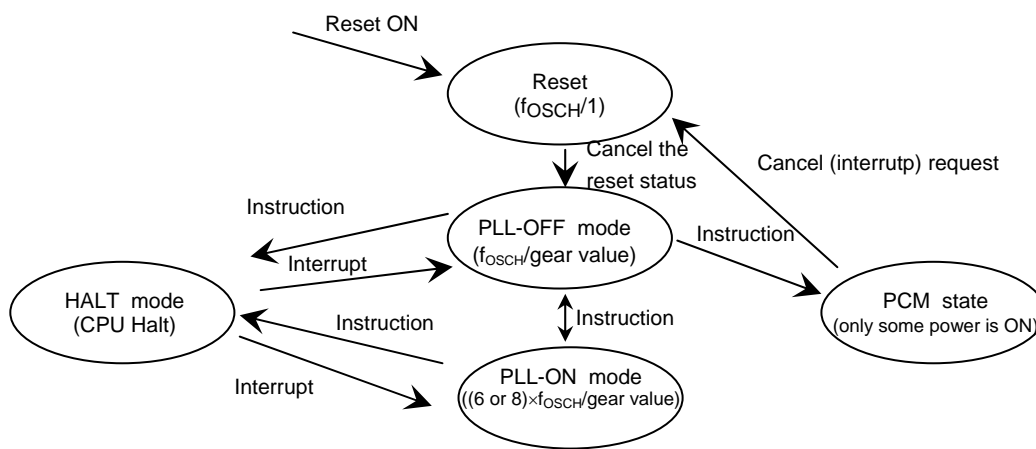 Reset ON
Reset
(fOSCH/1)
Cancel the
reset status
Cancel (interrutp) request
Instruction
PLL-OFF mode
(fOSCH/gear value)
Instruction
Interrupt
HALT mode
(CPU Halt)
PCM state
(only some power is ON)
Instruction
Instruction
Interrupt
PLL-ON mode
((6 or 8)×fOSCH/gear value)